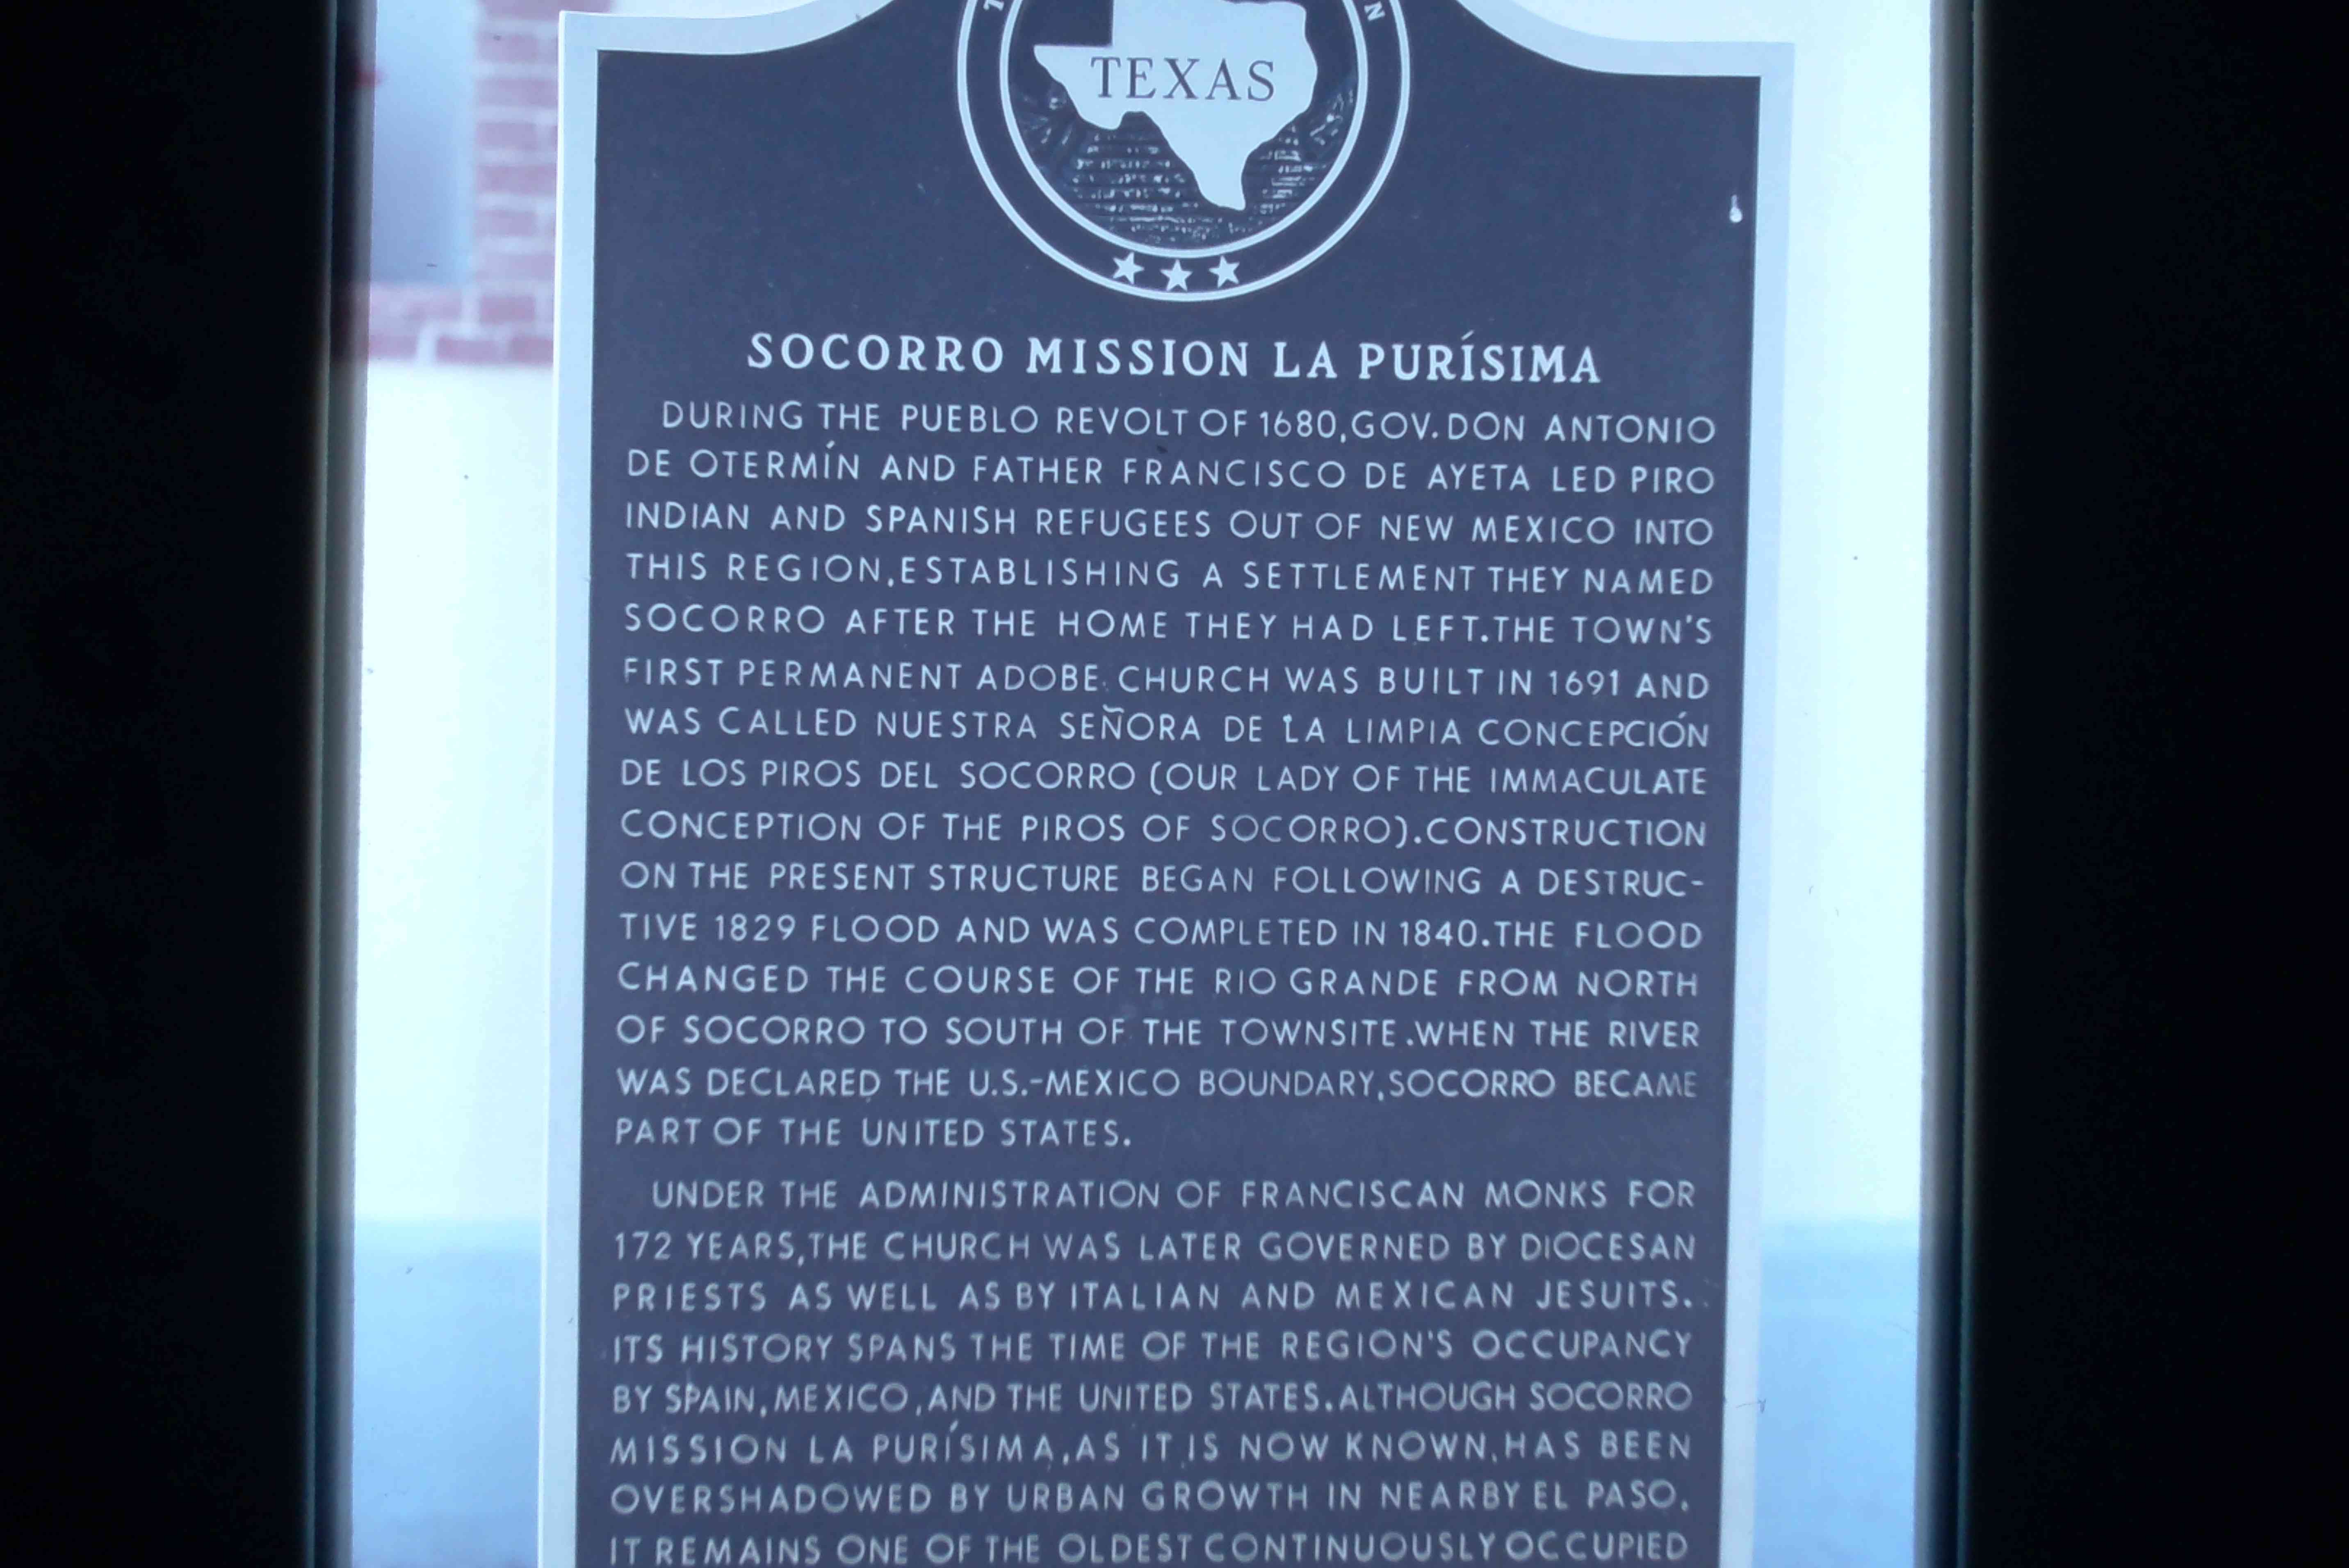 TEXAS
SOCORRO MISSION LA PURÍSIMA
DURING THE PUEBLO REVOLT OF 1680, GOV. DON ANTONIO
DE OTERMÍN AND FATHER FRANCISCO DE AYETA LED PIRO
INDIAN AND SPANISH REFUGEES OUT OF NEW MEXICO INTO
THIS REGION, ESTABLISHING A SETTLEMENT THEY NAMED
SOCORRO AFTER THE HOME THEY HAD LEFT. THE TOWN'S
FIRST PERMANENT ADOBE CHURCH WAS BUILT IN 1691 AND
WAS CALLED NUESTRA SEÑORA DE LA LIMPIA CONCEPCIÓN
DE LOS PIROS DEL SOCORRO (OUR LADY OF THE IMMACULATE
CONCEPTION OF THE PIROS OF SOCORRO). CONSTRUCTION
ON THE PRESENT STRUCTURE BEGAN FOLLOWING A DESTRUC-
TIVE 1829 FLOOD AND WAS COMPLETED IN 1840. THE FLOOD
CHANGED THE COURSE OF THE RIO GRANDE FROM NORTH
OF SOCORRO TO SOUTH OF THE TOWNSITE. WHEN THE RIVER
WAS DECLARED THE U.S.-MEXICO BOUNDARY, SOCORRO BECAME
PART OF THE UNITED STATES.
UNDER THE ADMINISTRATION OF FRANCISCAN MONKS FOR
172 YEARS, THE CHURCH WAS LATER GOVERNED BY DIOCESAN
PRIESTS AS WELL AS BY ITALIAN AND MEXICAN JESUITS.
ITS HISTORY SPANS THE TIME OF THE REGION'S OCCUPANCY
BY SPAIN, MEXICO, AND THE UNITED STATES. ALTHOUGH SOCORRO
MISSION LA PURÍSIMA, AS IT IS NOW KNOWN, HAS BEEN
OVERSHADOWED BY URBAN GROWTH IN NEARBY EL PASO,
IT REMAINS ONE OF THE OLDEST CONTINUOUSLY OCCUPIED